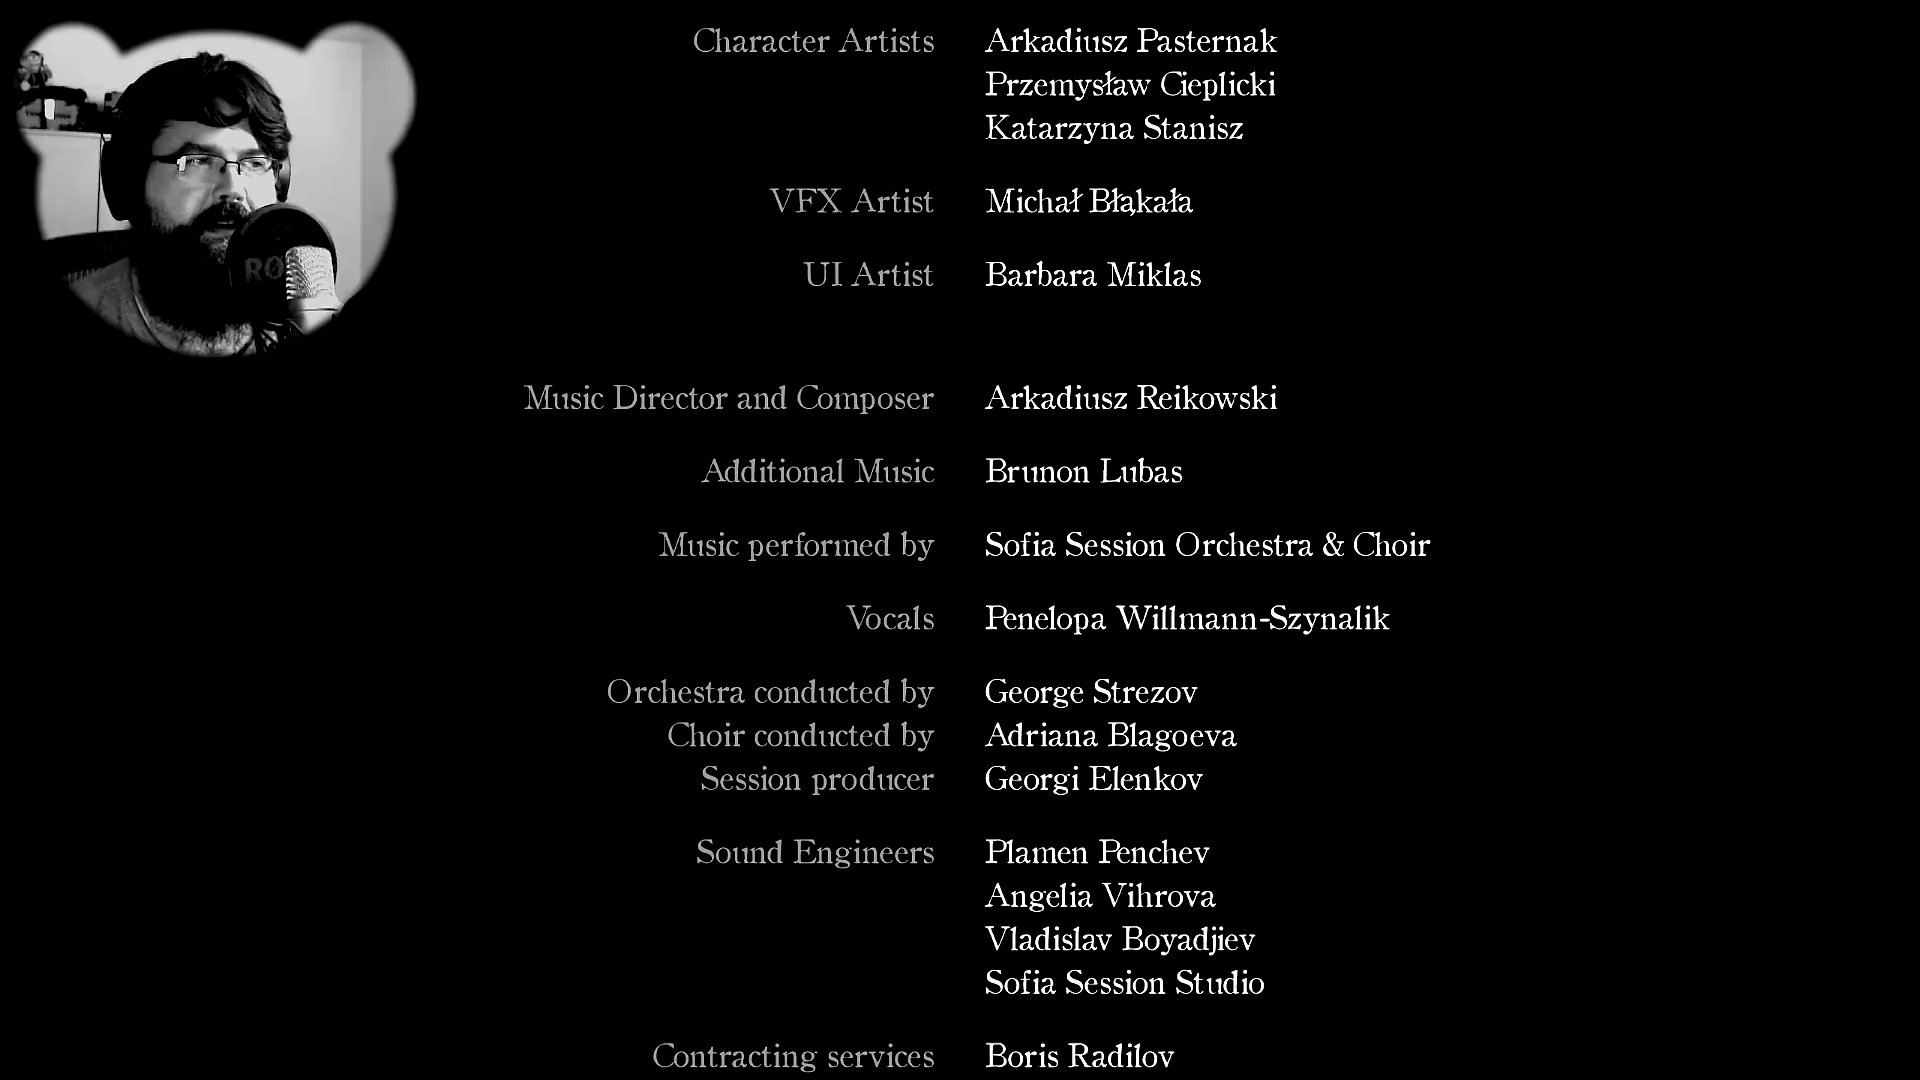 Character Artists Arkadiusz Pasternak
Przemysław Cieplicki
Katarzyna Stanisz
VFX Artist Michał Błąkała
UI Artist Barbara Miklas
Music Director and Composer Arkadiusz Reikowski
Additional Music Brunon Lubas
Music performed by Sofia Session Orchestra & Choir
Vocals Penelopa Willmann-Szynalik
Orchestra conducted by George Strezov
Choir conducted by Adriana Blagoeva
Session producer Georgi Elenkov
Sound Engineers Plamen Penchev
Angelia Vihrova
Vladislav Boyadjiev
Sofia Session Studio
Contracting services Boris Radilov